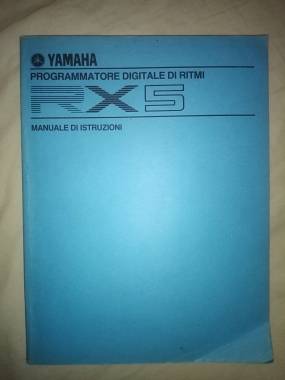 YAMAHA
PROGRAMMATORE DIGITALE DI RITMI
RX5
MANUALE DI ISTRUZIONI